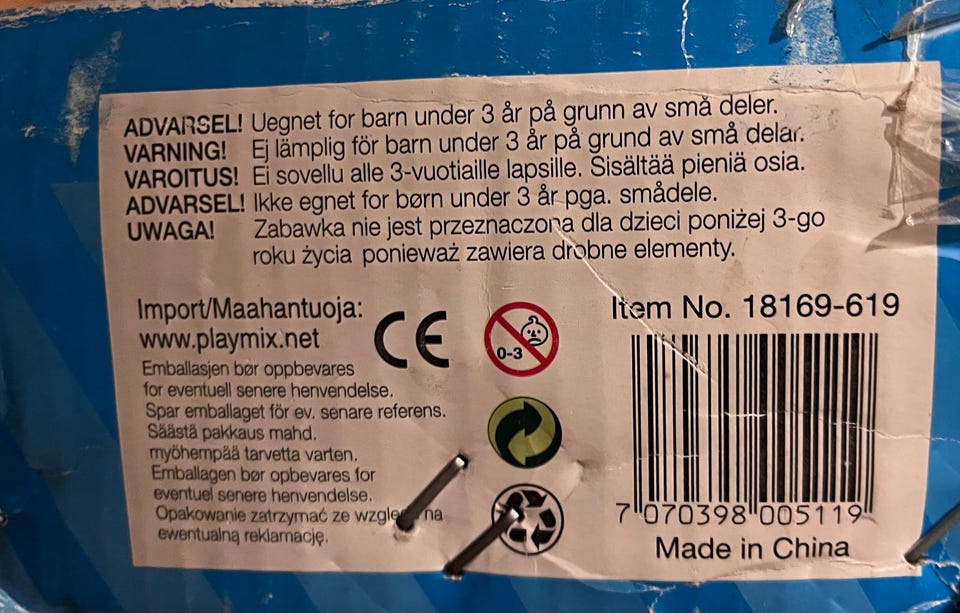 ADVARSEL! Uegnet for barn under 3 år på grunn av små deler.
VARNING! Ej lämplig för barn under 3 år på grund av små delar.
VAROITUS! Ei sovellu alle 3-vuotiaille lapsille. Sisältää pieniä osia.
ADVARSEL! Ikke egnet for børn under 3 år pga. smådele.
UWAGA! Zabawka nie jest przeznaczona dla dzieci poniżej 3-go
roku życia ponieważ zawiera drobne elementy.
Import/Maahantuoja:
www.playmix.net
Emballasjen bør oppbevares
for eventuell senere henvendelse.
Spar emballaget för ev. senare referens.
Säästä pakkaus mahd.
myöhempää tarvetta varten.
Emballagen bør opbevares for
eventuel senere henvendelse.
Opakowanie zatrzymać ze na
ewentualną reklamację.
CE
0-3
Item No. 18169-619
7 070398 005119
Made in China